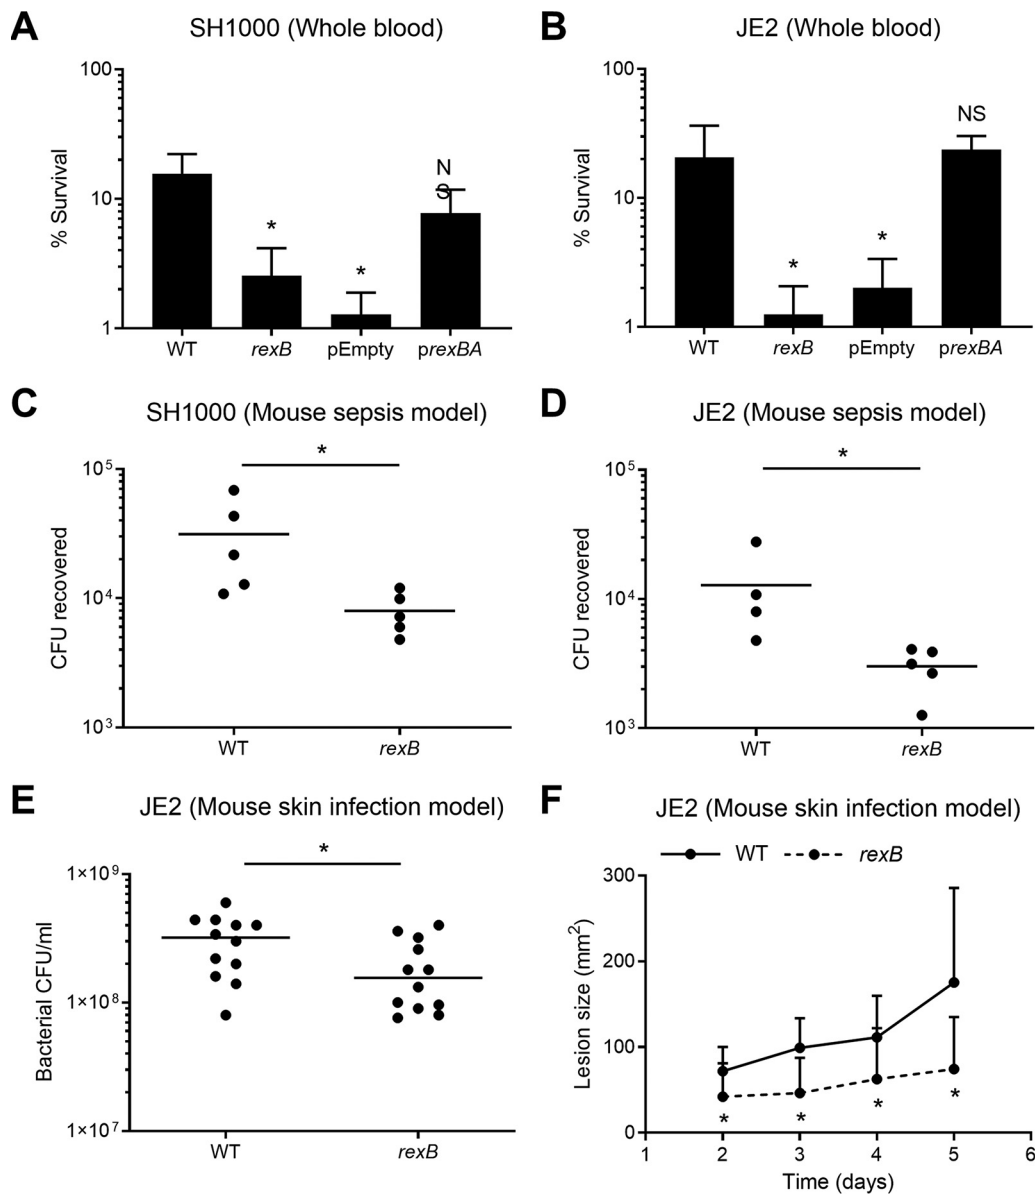 A
SH1000 (Whole blood)
100
10
1
% Survival
*
*
N
S
WT
rexB
pEmpty
prexBA
B
JE2 (Whole blood)
100
10
1
% Survival
*
*
NS
WT
rexB
pEmpty
prexBA
C
SH1000 (Mouse sepsis model)
*
10⁵
10⁴
10³
CFU recovered
WT
rexB
D
JE2 (Mouse sepsis model)
*
10⁵
10⁴
10³
CFU recovered
WT
rexB
E
JE2 (Mouse skin infection model)
*
1×10⁹
1×10⁸
1×10⁷
Bacterial CFU/ml
WT
rexB
F
JE2 (Mouse skin infection model)
WT rexB
300
200
100
0
Lesion size (mm²)
* * * *
1 2 3 4 5 6
Time (days)